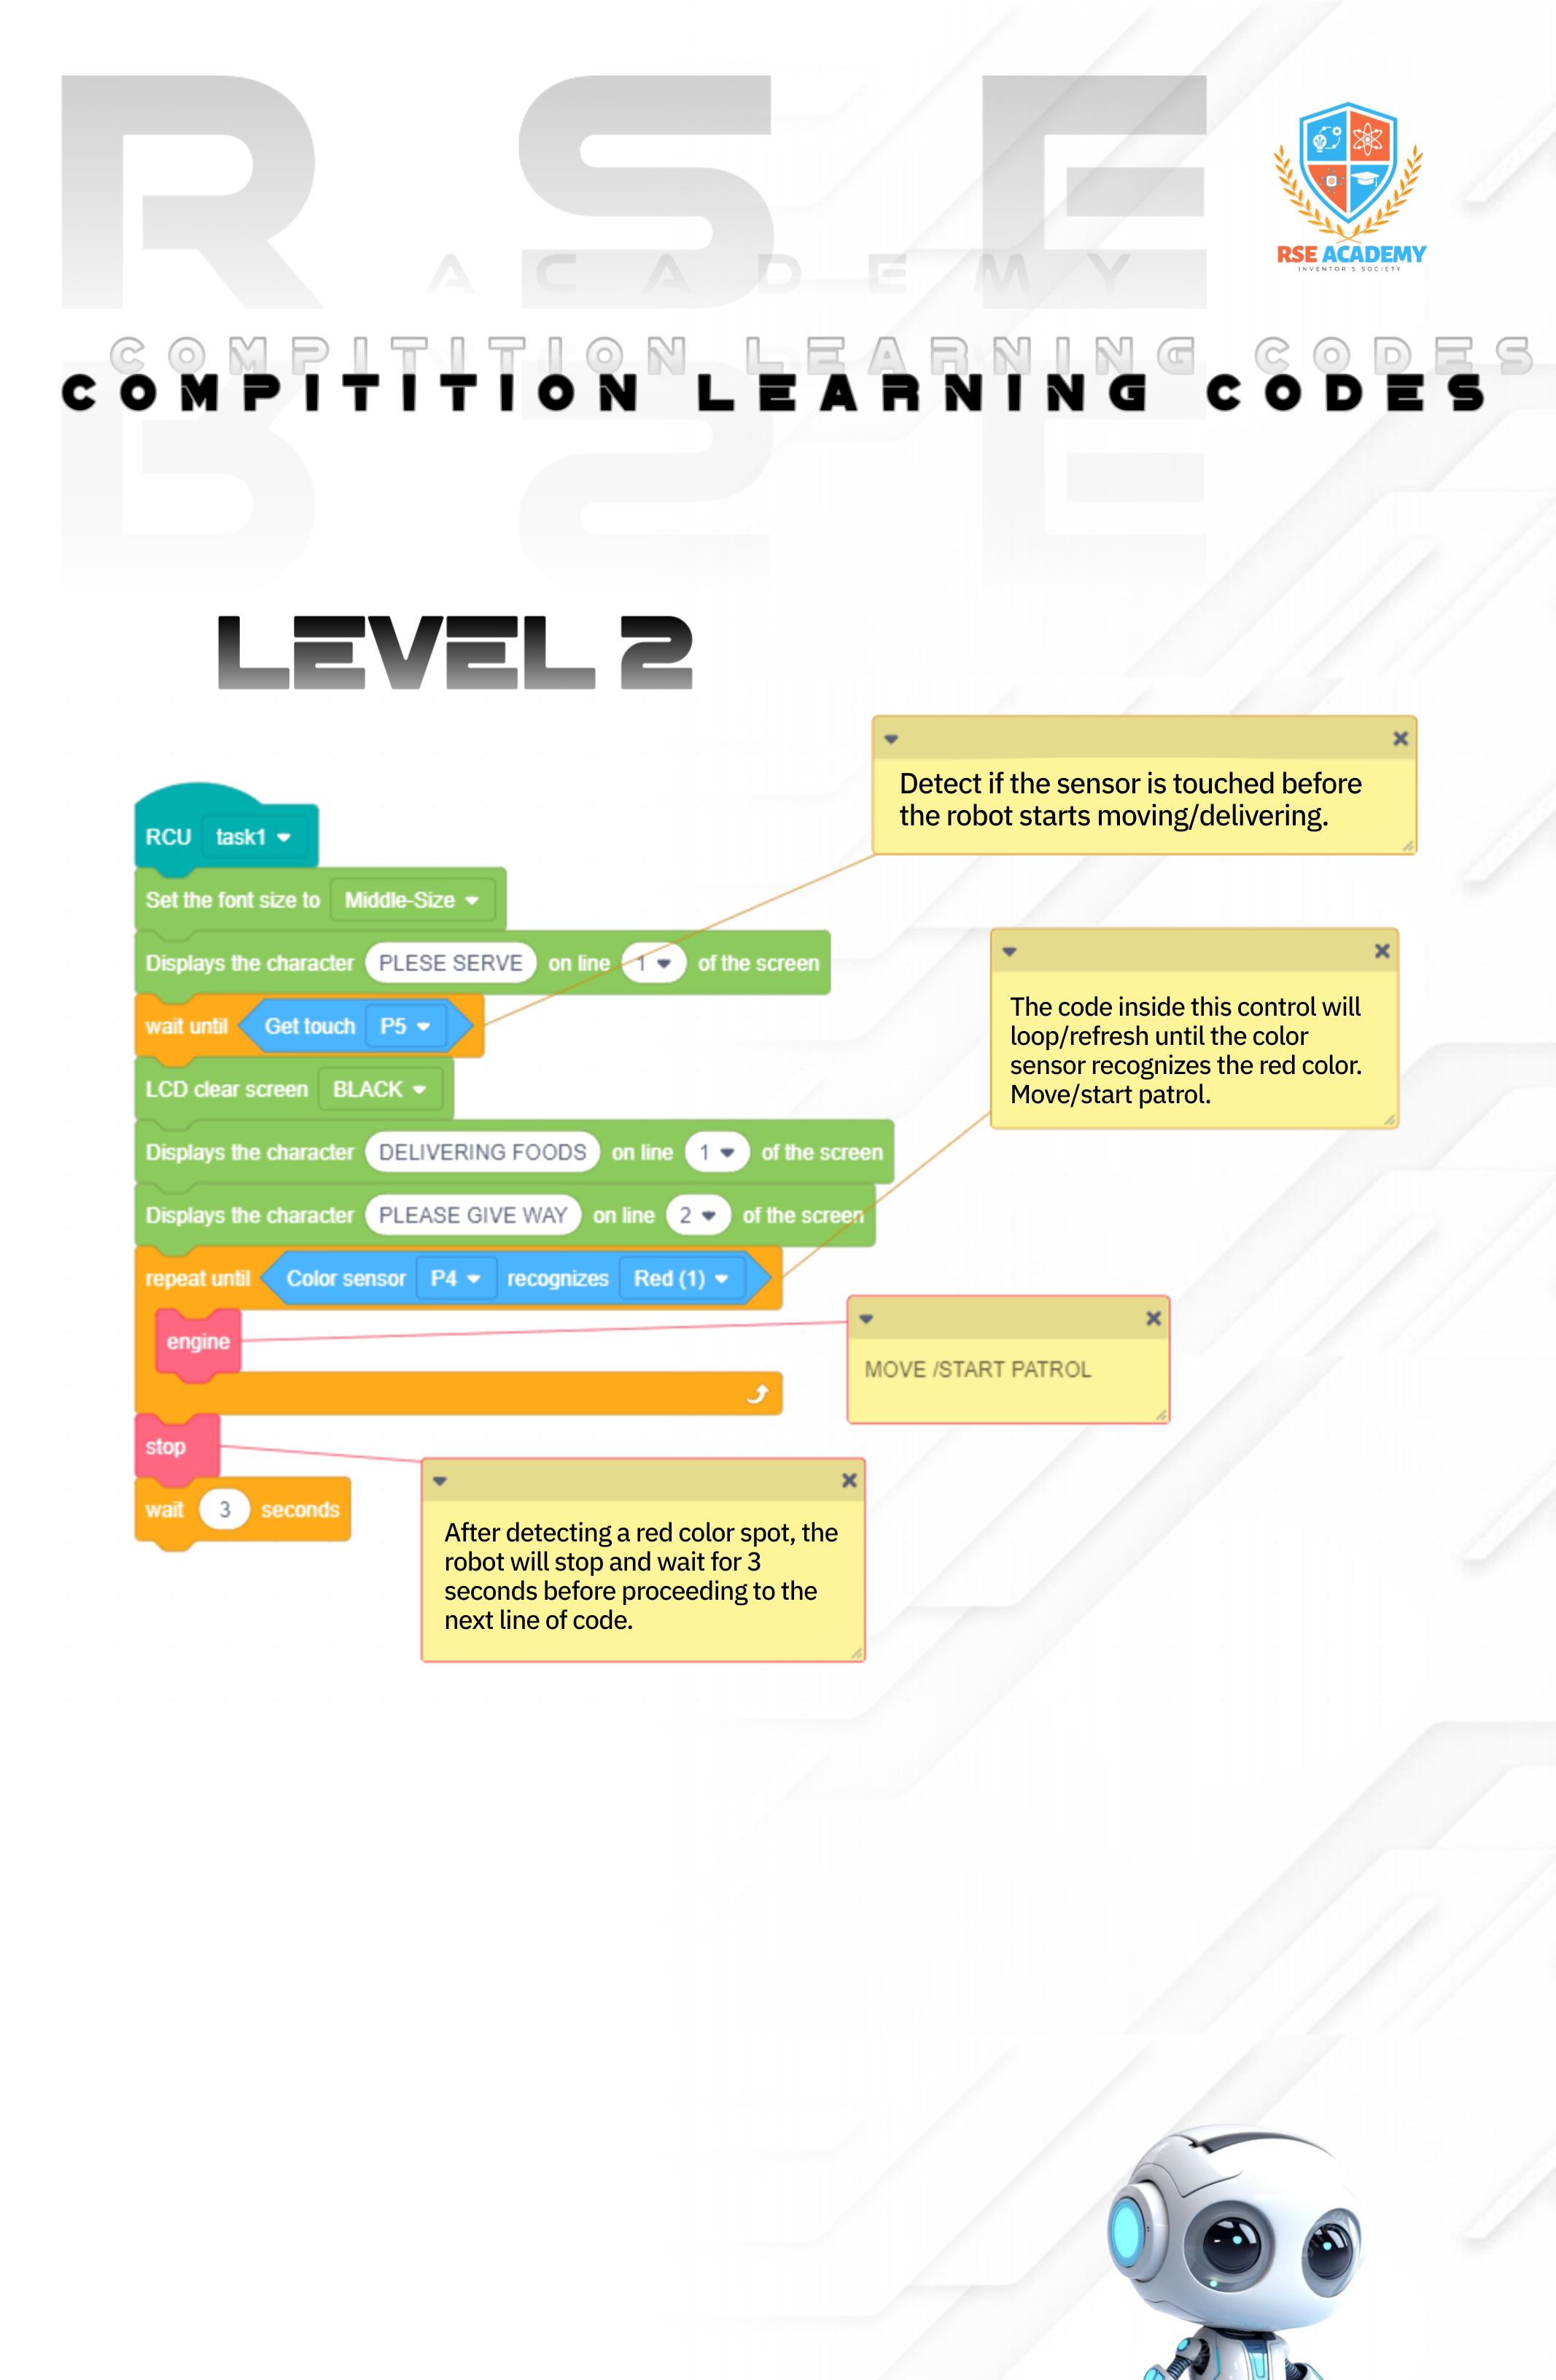 RSE
ACADEMY
RSE ACADEMY
INVENTOR'S SOCIETY
COMPITITION LEARNING CODES
COMPITITION LEARNING CODES
LEVEL 2
Detect if the sensor is touched before
the robot starts moving/delivering.
RCU task1
Set the font size to Middle-Size
Displays the character PLESE SERVE on line 1 of the screen
wait until Get touch P5
The code inside this control will
loop/refresh until the color
sensor recognizes the red color.
Move/start patrol.
LCD clear screen BLACK
Displays the character DELIVERING FOODS on line 1 of the screen
Displays the character PLEASE GIVE WAY on line 2 of the screen
repeat until Color sensor P4 recognizes Red (1)
engine
MOVE /START PATROL
stop
wait 3 seconds
After detecting a red color spot, the
robot will stop and wait for 3
seconds before proceeding to the
next line of code.